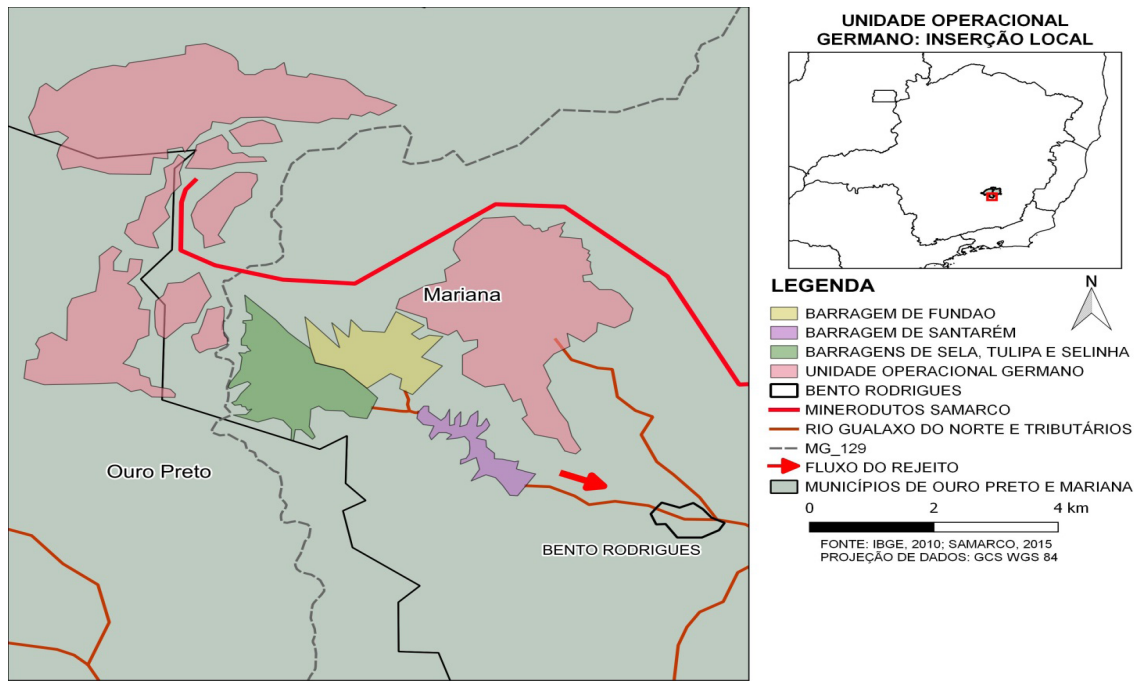 Mariana
Ouro Preto
BENTO RODRIGUES
UNIDADE OPERACIONAL
GERMANO: INSERÇÃO LOCAL
LEGENDA
N
BARRAGEM DE FUNDAO
BARRAGEM DE SANTARÉM
BARRAGENS DE SELA, TULIPA E SELINHA
UNIDADE OPERACIONAL GERMANO
BENTO RODRIGUES
MINERODUTOS SAMARCO
RIO GUALAXO DO NORTE E TRIBUTÁRIOS
MG_129
FLUXO DO REJEITO
MUNICÍPIOS DE OURO PRETO E MARIANA
0 2 4 km
FONTE: IBGE, 2010; SAMARCO, 2015
PROJEÇÃO DE DADOS: GCS WGS 84